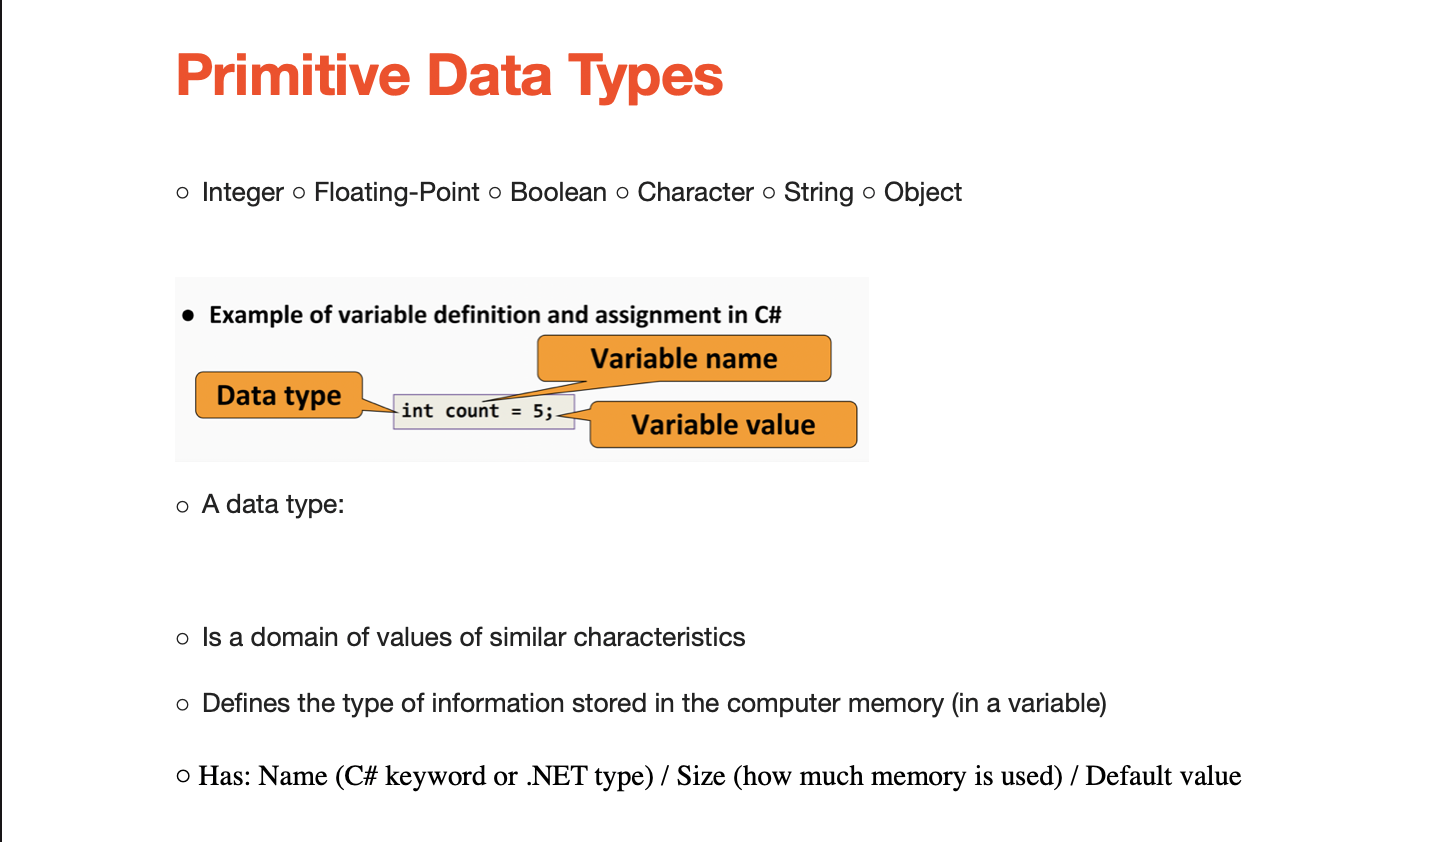 Primitive Data Types
○ Integer ○ Floating-Point ○ Boolean ○ Character ○ String ○ Object
● Example of variable definition and assignment in C#
Variable name
Data type
int count = 5;
Variable value
○ A data type:
○ Is a domain of values of similar characteristics
○ Defines the type of information stored in the computer memory (in a variable)
○ Has: Name (C# keyword or .NET type) / Size (how much memory is used) / Default value